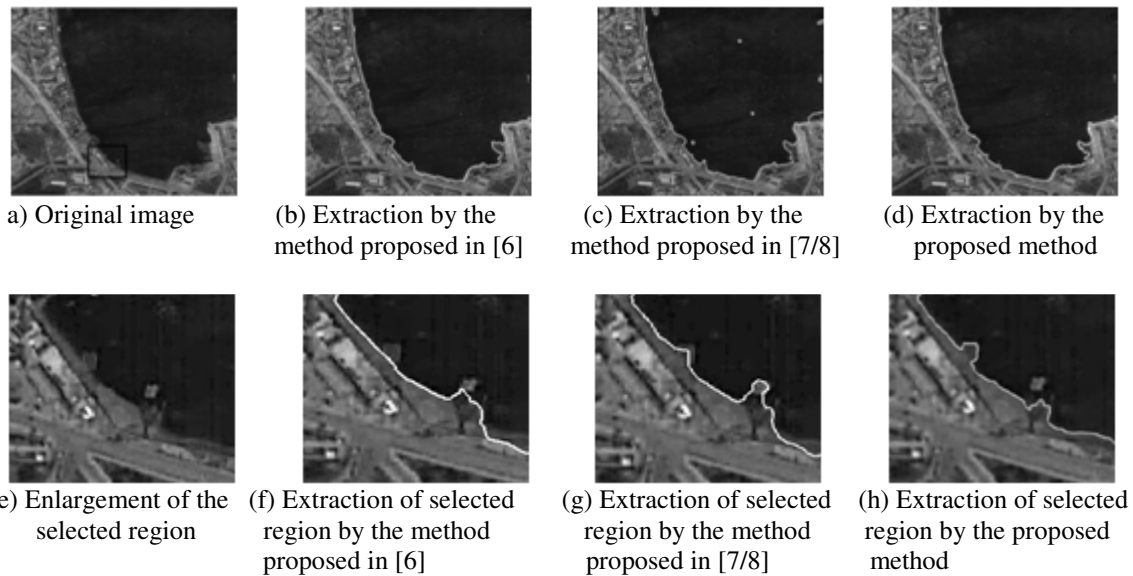 a) Original image
(b) Extraction by the
method proposed in [6]
(c) Extraction by the
method proposed in [7/8]
(d) Extraction by the
proposed method
e) Enlargement of the
selected region
(f) Extraction of selected
region by the method
proposed in [6]
(g) Extraction of selected
region by the method
proposed in [7/8]
(h) Extraction of selected
region by the proposed
method